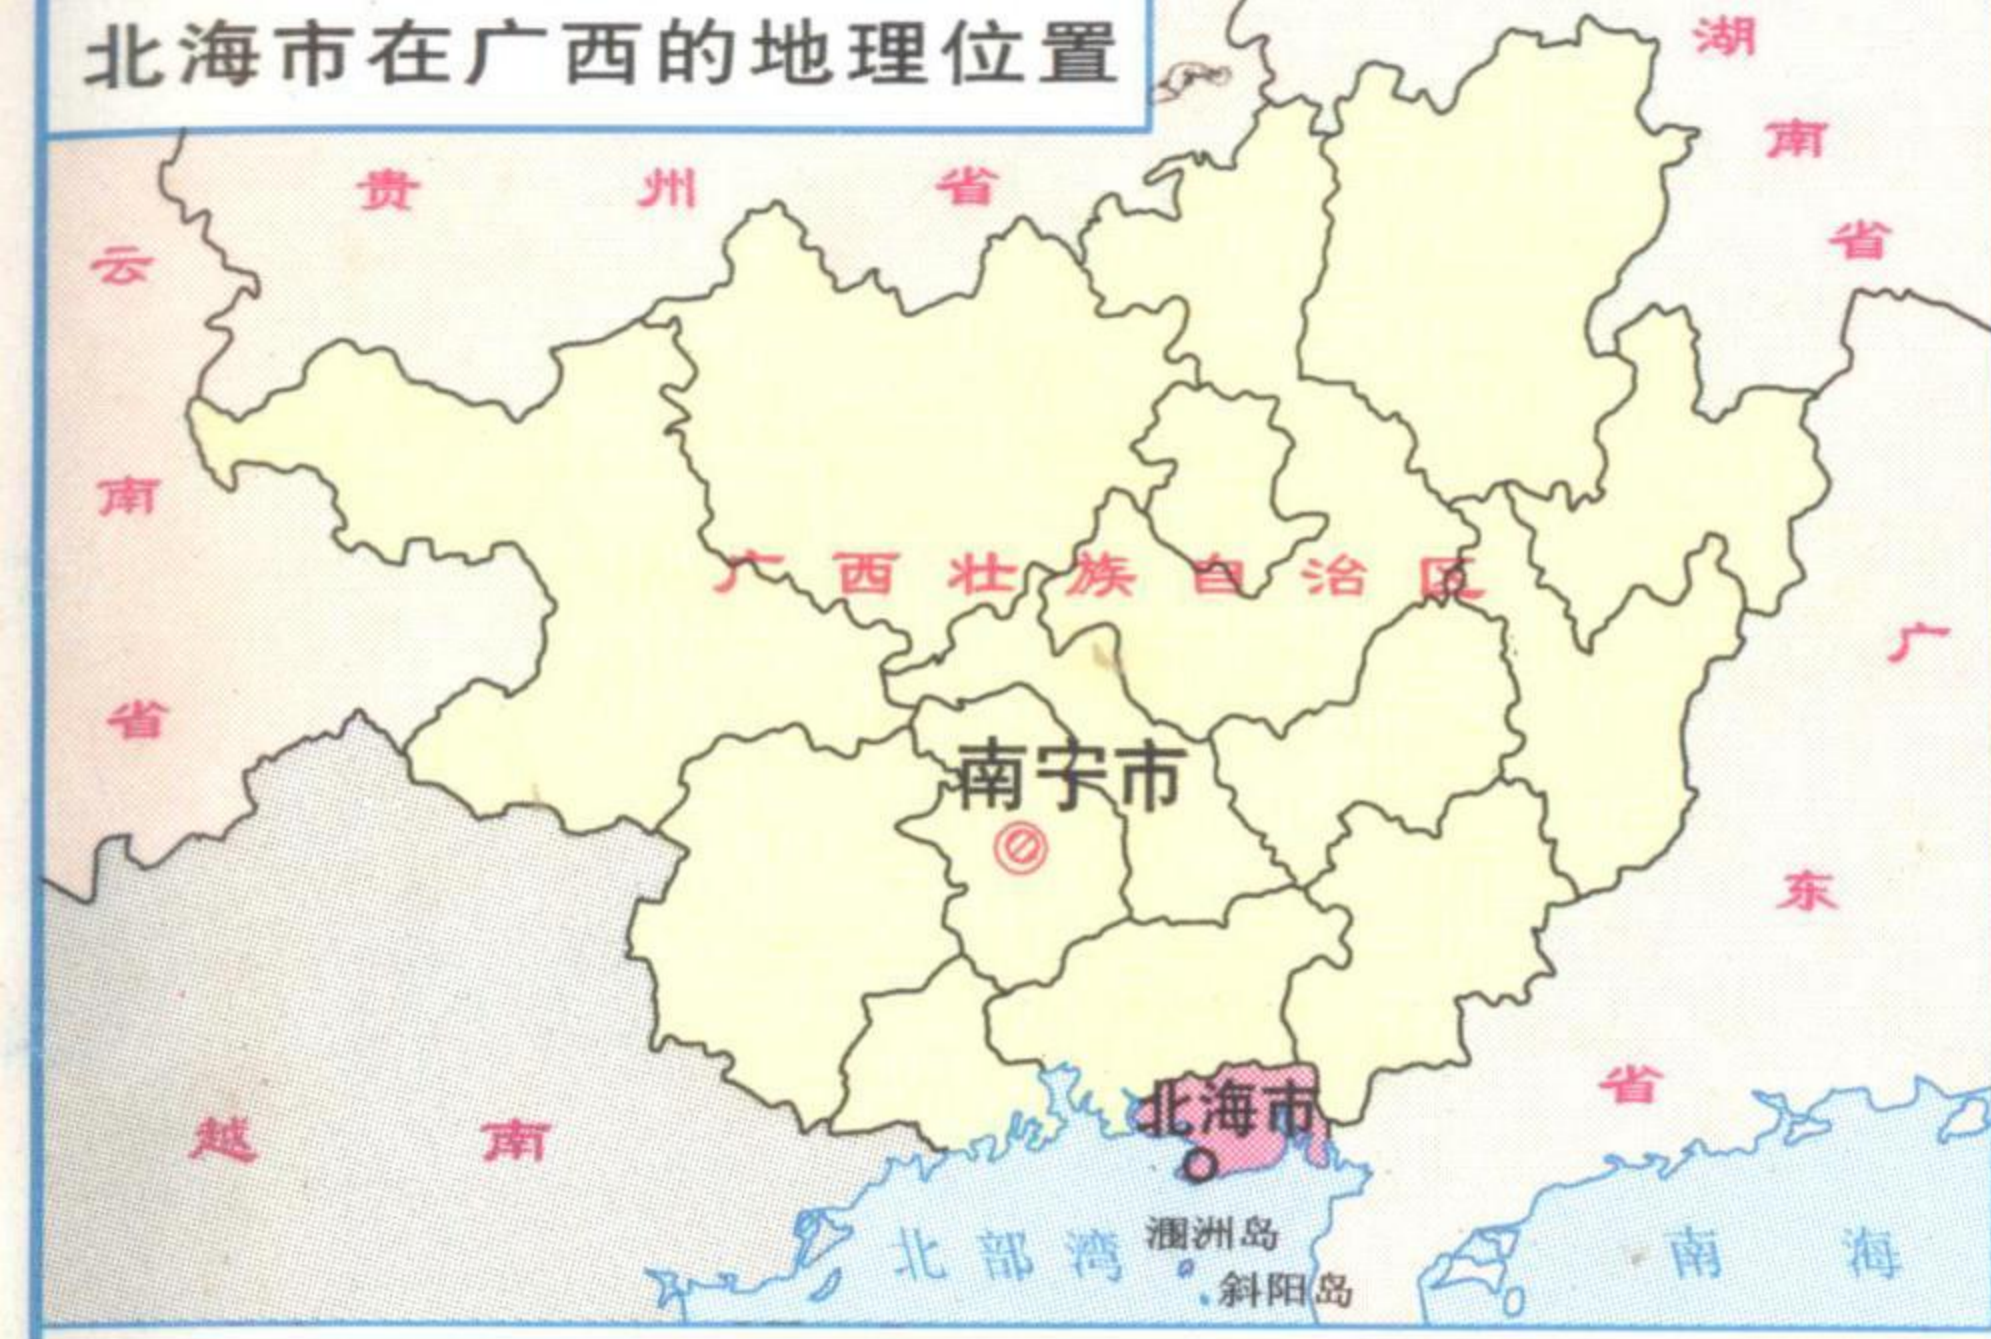 北海市在广西的地理位置
湖南省
贵州省
云南省
广西壮族自治区
南宁市
广东省
越南
北海市
北部湾
涠洲岛
斜阳岛
南海